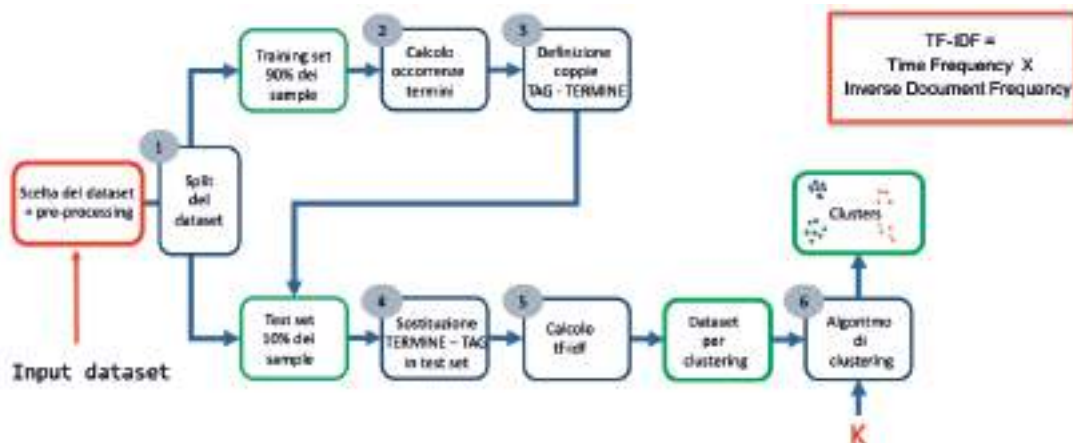 1
2
3
Training set
90% dei
sample
Calcolo
occorrenze
termini
Definizione
coppie
TAG - TERMINE
TF-IDF =
Time Frequency X
Inverse Document Frequency
Scelta del dataset
+ pre-processing
Split
del
dataset
Clusters
4
5
6
Test set
10% dei
sample
Sostituzione
TERMINE – TAG
in test set
Calcolo
tf-idf
Dataset
per
clustering
Algoritmo
di
clustering
Input dataset
K